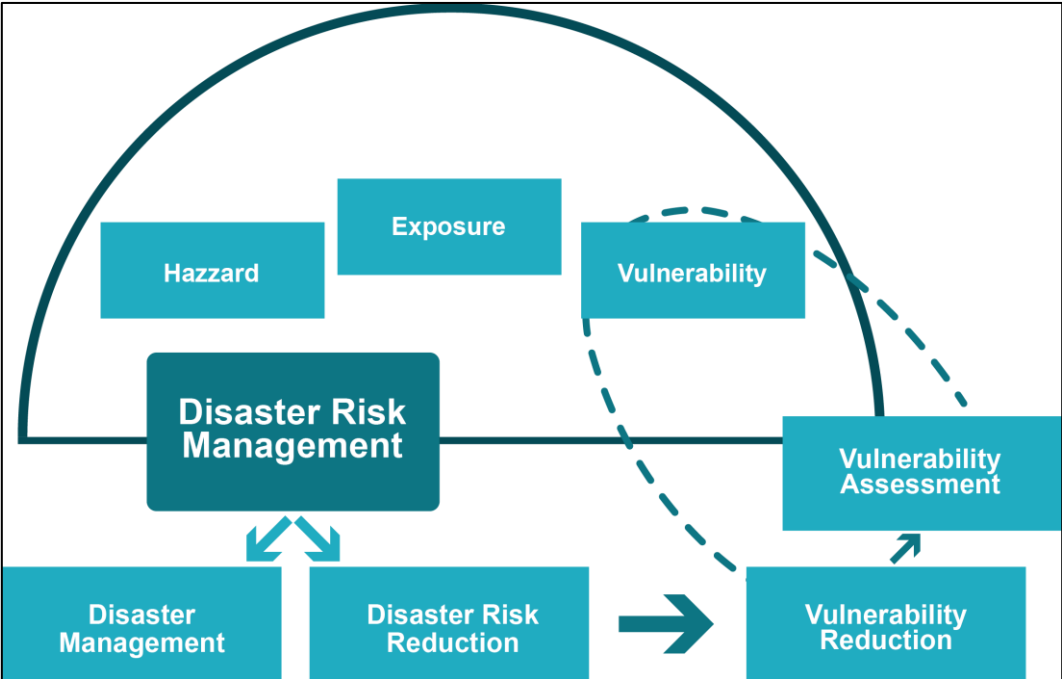 Exposure
Hazzard
Vulnerability
Disaster Risk
Management
Vulnerability
Assessment
Disaster
Management
Disaster Risk
Reduction
Vulnerability
Reduction